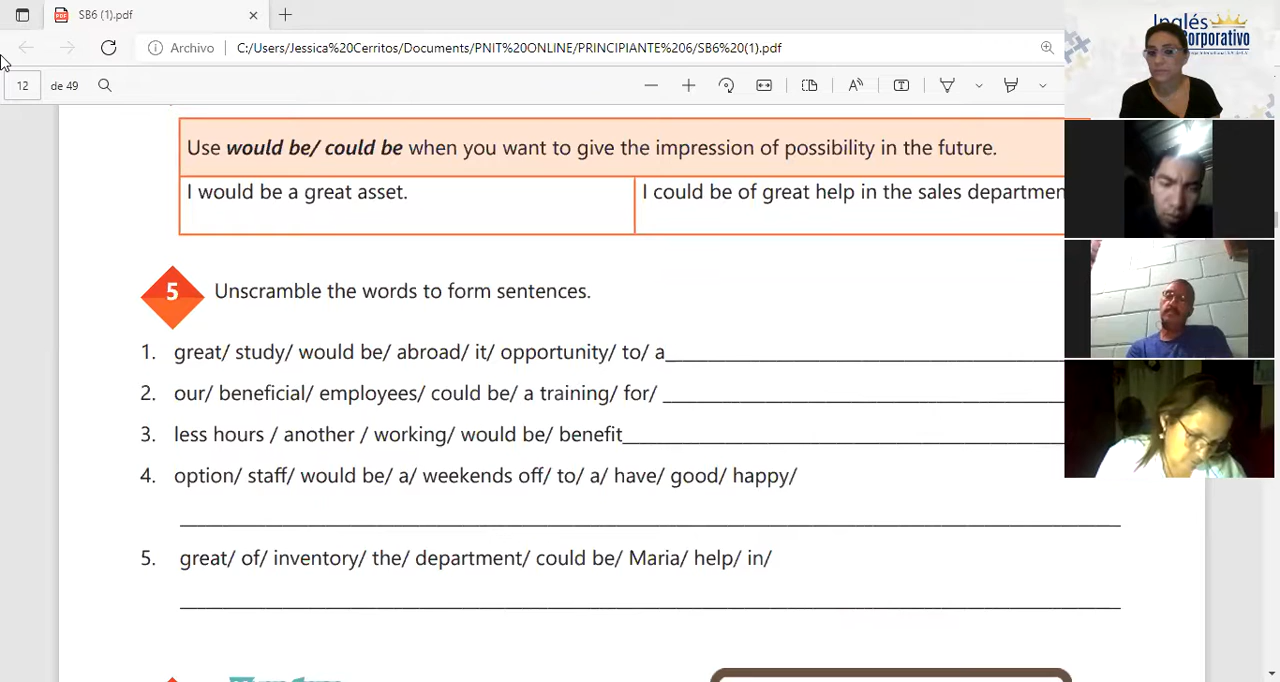 SB6 (1).pdf
Inglés
Corporativo
Archivo
C:/Users/Jessica%20Cerritos/Documents/PNIT%20ONLINE/PRINCIPIANTE%206/SB6%20(1).pdf
12 de 49
Use would be/ could be when you want to give the impression of possibility in the future.
I would be a great asset.
I could be of great help in the sales departmen
5 Unscramble the words to form sentences.
1. great/ study/ would be/ abroad/ it/ opportunity/ to/ a
2. our/ beneficial/ employees/ could be/ a training/ for/
3. less hours / another / working/ would be/ benefit
4. option/ staff/ would be/ a/ weekends off/ to/ a/ have/ good/ happy/
5. great/ of/ inventory/ the/ department/ could be/ Maria/ help/ in/